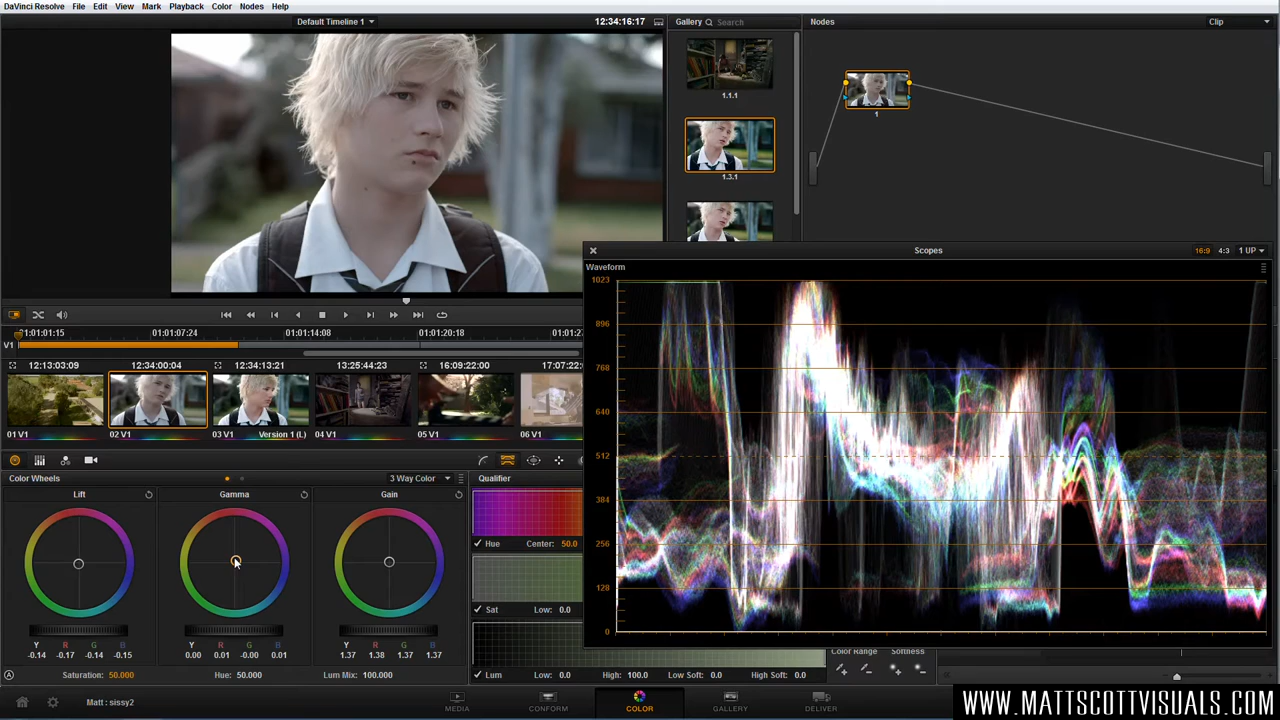 DaVinci Resolve File Edit View Mark Playback Color Nodes Help
Default Timeline 1 12:34:16:17 Gallery Search Nodes Clip
1.1.1
1
1.3.1
Scopes 16:9 4:3 1 UP
Waveform
1023
896
768
640
512
384
256
128
0
01:01:01:15 01:01:07:24 01:01:14:08 01:01:20:18 01:01:27
V1
12:13:03:09 12:34:00:04 12:34:13:21 13:25:44:23 16:09:22:00 17:07:22
01 V1 02 V1 03 V1 Version 1 (L) 04 V1 05 V1 06 V1
Color Wheels 3 Way Color Qualifier
Lift Gamma Gain
Hue Center: 50.0
Sat Low: 0.0
Y R G B Y R G B Y R G B
-0.14 -0.17 -0.14 -0.15 0.00 0.01 -0.00 0.01 1.37 1.38 1.37 1.37
Color Range Softness
A Saturation: 50.000 Hue: 50.000 Lum Mix: 100.000 Lum Low: 0.0 High: 100.0 Low Soft: 0.0 High Soft: 0.0
Matt : sissy2 MEDIA CONFORM COLOR GALLERY DELIVER
WWW.MATTSCOTTVISUALS.COM